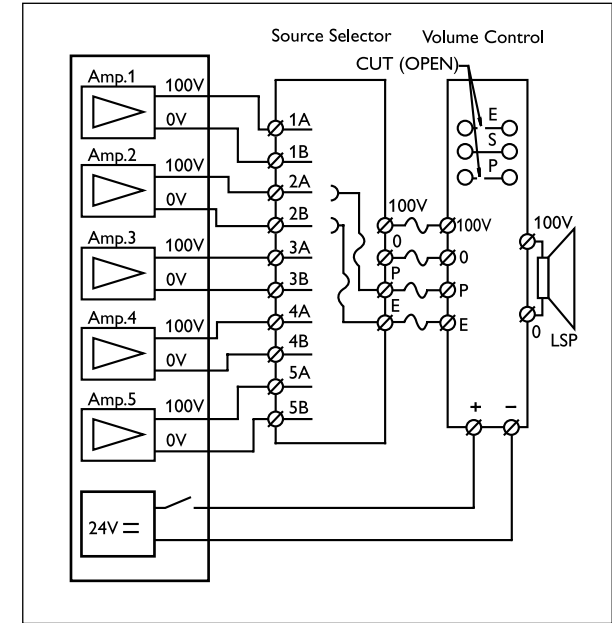 Source Selector
Volume Control
CUT (OPEN)
Amp.1
100V
0V
Amp.2
100V
0V
Amp.3
100V
0V
Amp.4
100V
0V
Amp.5
100V
0V
24V
1A
1B
2A
2B
3A
3B
4A
4B
5A
5B
100V
0
P
E
E
S
P
100V
0
P
E
+ −
100V
0
LSP